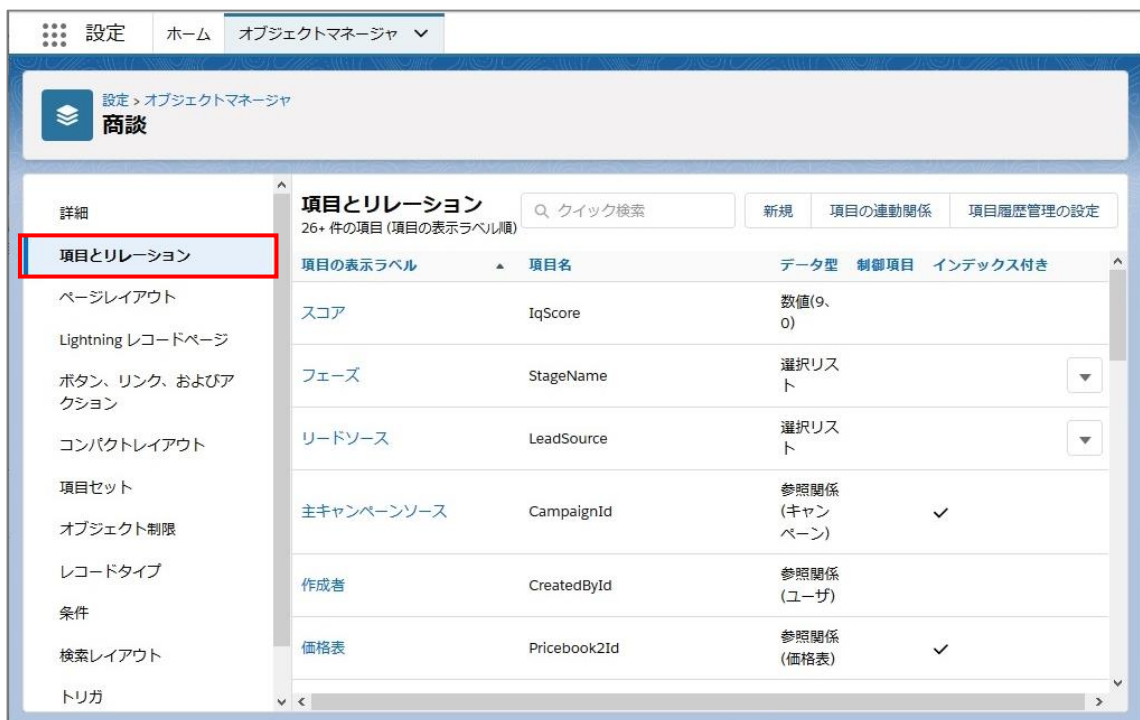 設定 ホーム オブジェクトマネージャ
設定 > オブジェクトマネージャ
商談
詳細
項目とリレーション
ページレイアウト
Lightning レコードページ
ボタン、リンク、およびア
クション
コンパクトレイアウト
項目セット
オブジェクト制限
レコードタイプ
条件
検索レイアウト
トリガ
項目とリレーション
26+ 件の項目 (項目の表示ラベル順)
クイック検索
新規 項目の連動関係 項目履歴管理の設定
項目の表示ラベル 項目名 データ型 制御項目 インデックス付き
スコア IqScore 数値(9、
0)
フェーズ StageName 選択リス
ト
リードソース LeadSource 選択リス
ト
主キャンペーンソース CampaignId 参照関係
(キャン
ペーン)
作成者 CreatedById 参照関係
(ユーザ)
価格表 Pricebook2Id 参照関係
(価格表)